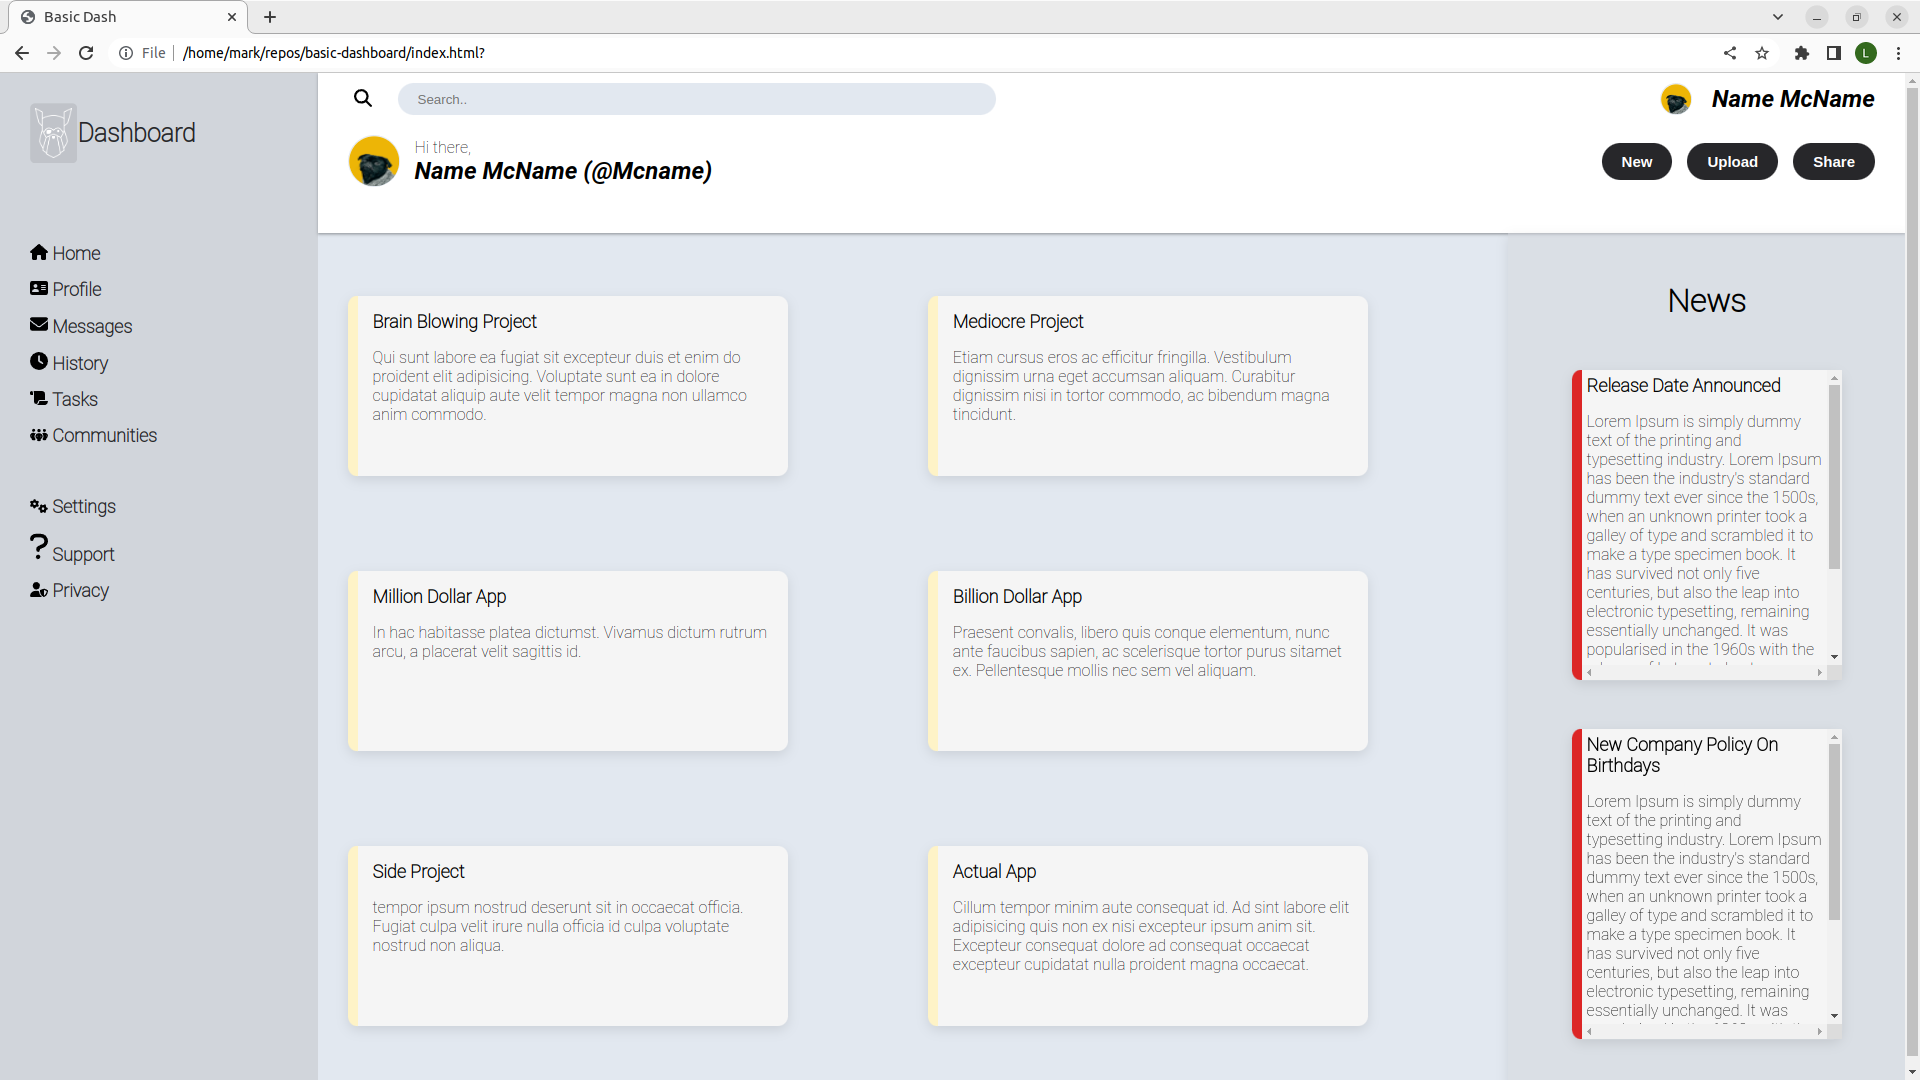 Basic Dash
File
/home/mark/repos/basic-dashboard/index.html?
L
Dashboard
Home
Profile
Messages
History
Tasks
Communities
Settings
Support
Privacy
Search..
Name McName
Hi there,
Name McName (@Mcname)
New
Upload
Share
Brain Blowing Project
Qui sunt labore ea fugiat sit excepteur duis et enim do
proident elit adipisicing. Voluptate sunt ea in dolore
cupidatat aliquip aute velit tempor magna non ullamco
anim commodo.
Mediocre Project
Etiam cursus eros ac efficitur fringilla. Vestibulum
dignissim urna eget accumsan aliquam. Curabitur
dignissim nisi in tortor commodo, ac bibendum magna
tincidunt.
Million Dollar App
In hac habitasse platea dictumst. Vivamus dictum rutrum
arcu, a placerat velit sagittis id.
Billion Dollar App
Praesent convalis, libero quis conque elementum, nunc
ante faucibus sapien, ac scelerisque tortor purus sitamet
ex. Pellentesque mollis nec sem vel aliquam.
Side Project
tempor ipsum nostrud deserunt sit in occaecat officia.
Fugiat culpa velit irure nulla officia id culpa voluptate
nostrud non aliqua.
Actual App
Cillum tempor minim aute consequat id. Ad sint labore elit
adipisicing quis non ex nisi excepteur ipsum anim sit.
Excepteur consequat dolore ad consequat occaecat
excepteur cupidatat nulla proident magna occaecat.
News
Release Date Announced
Lorem Ipsum is simply dummy
text of the printing and
typesetting industry. Lorem Ipsum
has been the industry's standard
dummy text ever since the 1500s,
when an unknown printer took a
galley of type and scrambled it to
make a type specimen book. It
has survived not only five
centuries, but also the leap into
electronic typesetting, remaining
essentially unchanged. It was
popularised in the 1960s with the
New Company Policy On
Birthdays
Lorem Ipsum is simply dummy
text of the printing and
typesetting industry. Lorem Ipsum
has been the industry's standard
dummy text ever since the 1500s,
when an unknown printer took a
galley of type and scrambled it to
make a type specimen book. It
has survived not only five
centuries, but also the leap into
electronic typesetting, remaining
essentially unchanged. It was